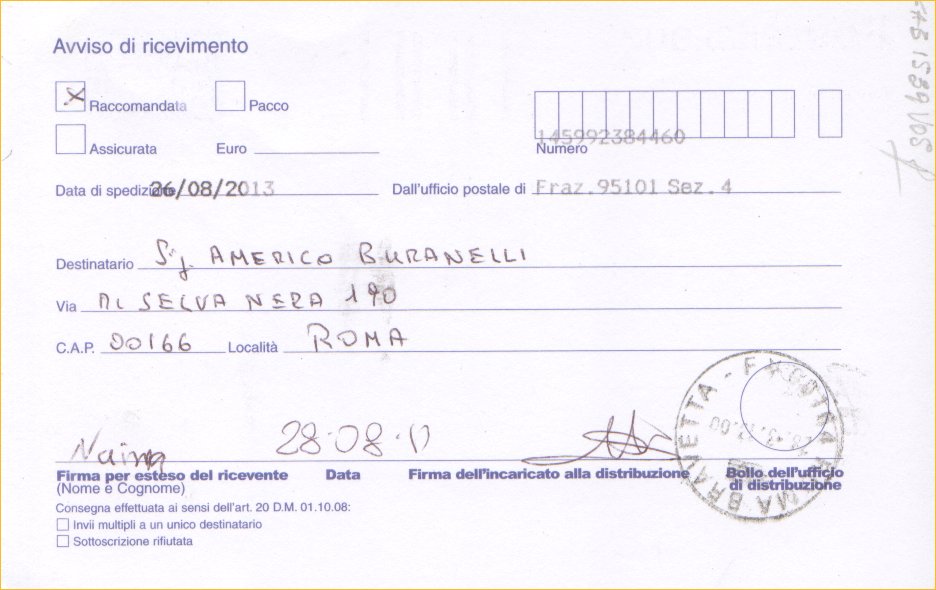 Avviso di ricevimento
X Raccomandata Pacco
Assicurata Euro
145992384460
Numero
Data di spedizione 26/08/2013 Dall'ufficio postale di Fraz.95101 Sez.4
Destinatario Sig. AMERICO BURANELLI
Via DI SELVA NERA 190
C.A.P. 00166 Località ROMA
28·08·13
Firma per esteso del ricevente Data Firma dell'incaricato alla distribuzione Bollo dell'ufficio
(Nome e Cognome) di distribuzione
Consegna effettuata ai sensi dell'art. 20 D.M. 01.10.08:
Invii multipli a un unico destinatario
Sottoscrizione rifiutata
BRAVETTA